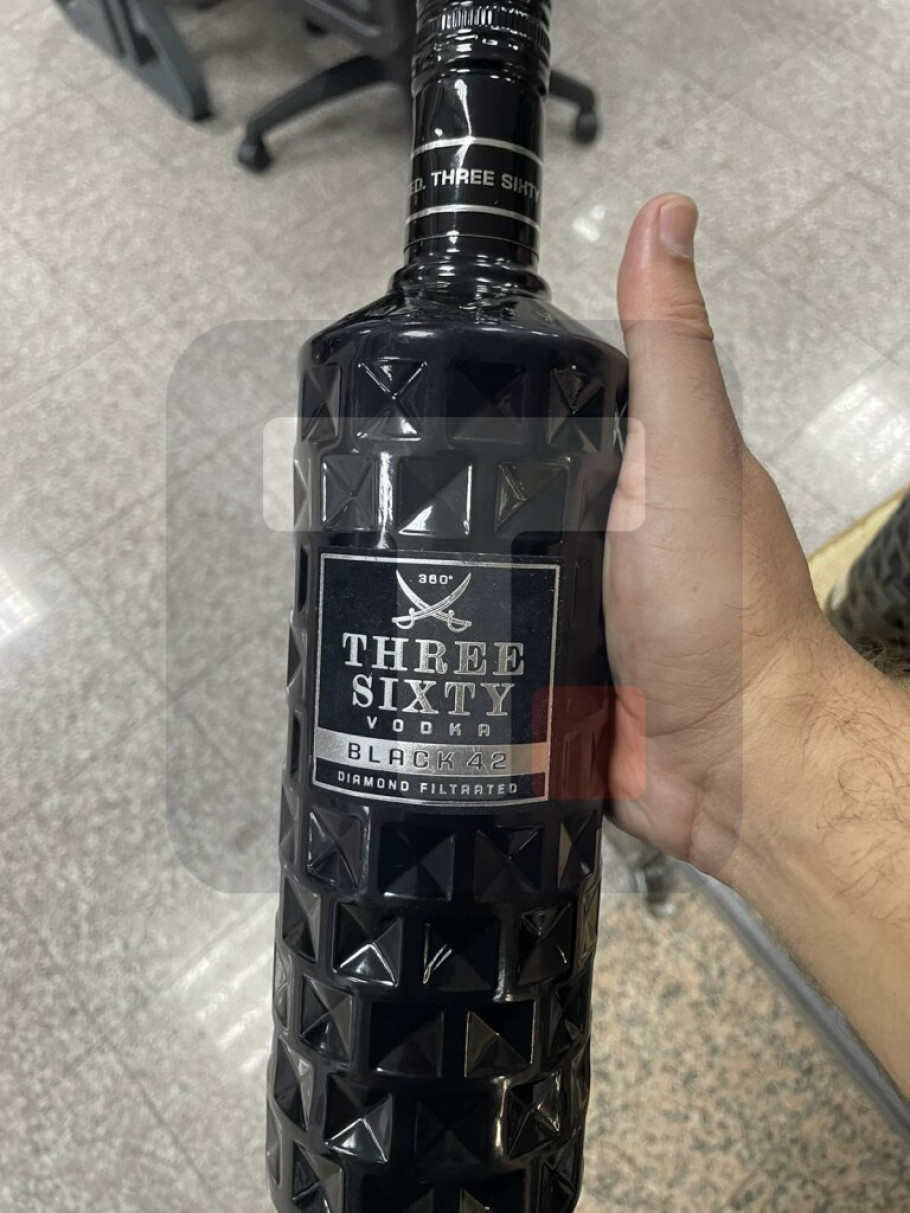 ED. THREE SIXTY
360°
THREE
SIXTY
VODKA
BLACK 42
DIAMOND FILTRATED